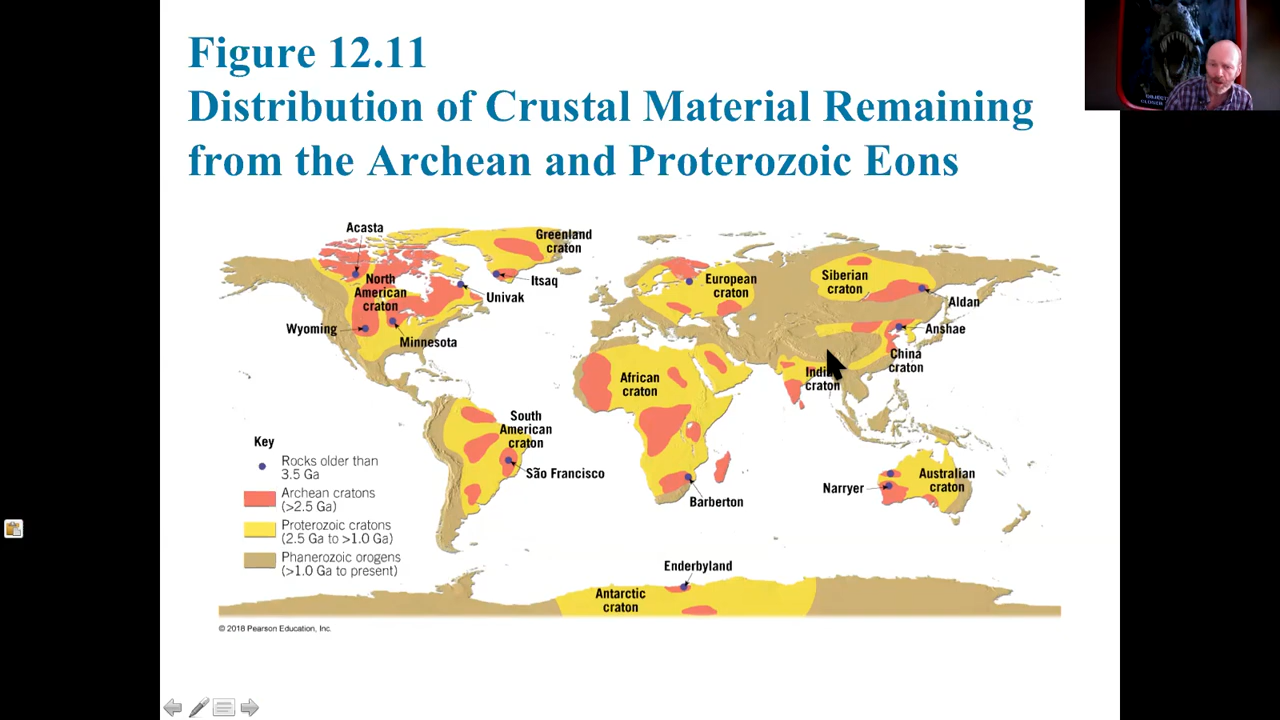 Figure 12.11
Distribution of Crustal Material Remaining
from the Archean and Proterozoic Eons
Acasta
Greenland
craton
North
American
craton
Itsaq
Univak
Wyoming
Minnesota
European
craton
Siberian
craton
Aldan
Anshae
China
craton
India
craton
African
craton
South
American
craton
São Francisco
Barberton
Narryer
Australian
craton
Enderbyland
Antarctic
craton
Key
Rocks older than
3.5 Ga
Archean cratons
(>2.5 Ga)
Proterozoic cratons
(2.5 Ga to >1.0 Ga)
Phanerozoic orogens
(>1.0 Ga to present)
© 2018 Pearson Education, Inc.